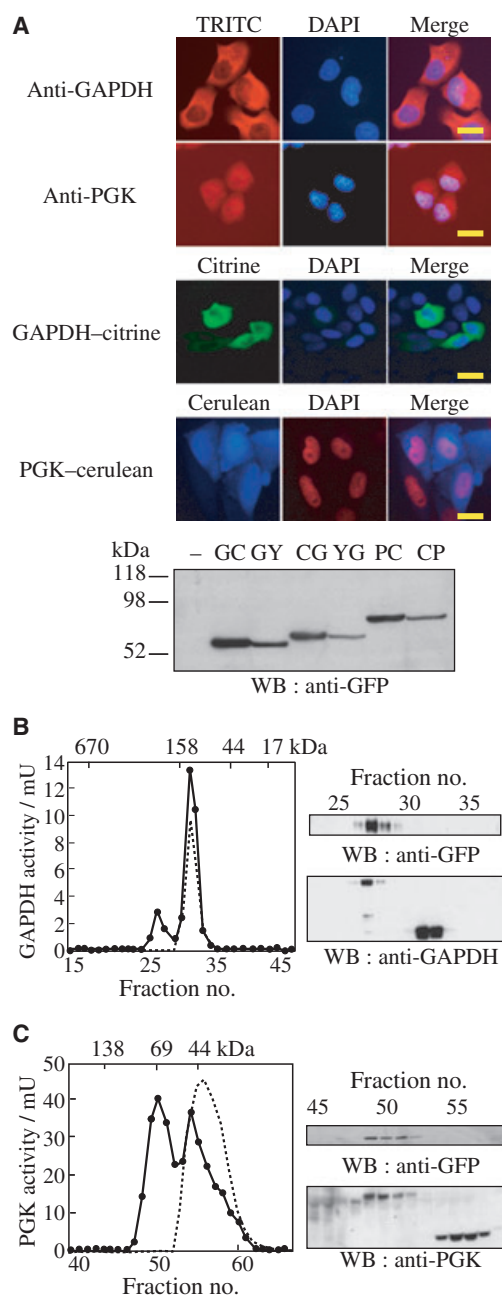 A
TRITC DAPI Merge
Anti-GAPDH
Anti-PGK
Citrine DAPI Merge
GAPDH–citrine
Cerulean DAPI Merge
PGK–cerulean
kDa – GC GY CG YG PC CP
118
98
52
WB : anti-GFP
B
670 158 44 17 kDa
14
12
10
8
6
4
2
0
GAPDH activity / mU
15 25 35 45
Fraction no.
Fraction no.
25 30 35
WB : anti-GFP
WB : anti-GAPDH
C
138 69 44 kDa
50
40
30
20
10
0
PGK activity / mU
40 50 60
Fraction no.
Fraction no.
45 50 55
WB : anti-GFP
WB : anti-PGK